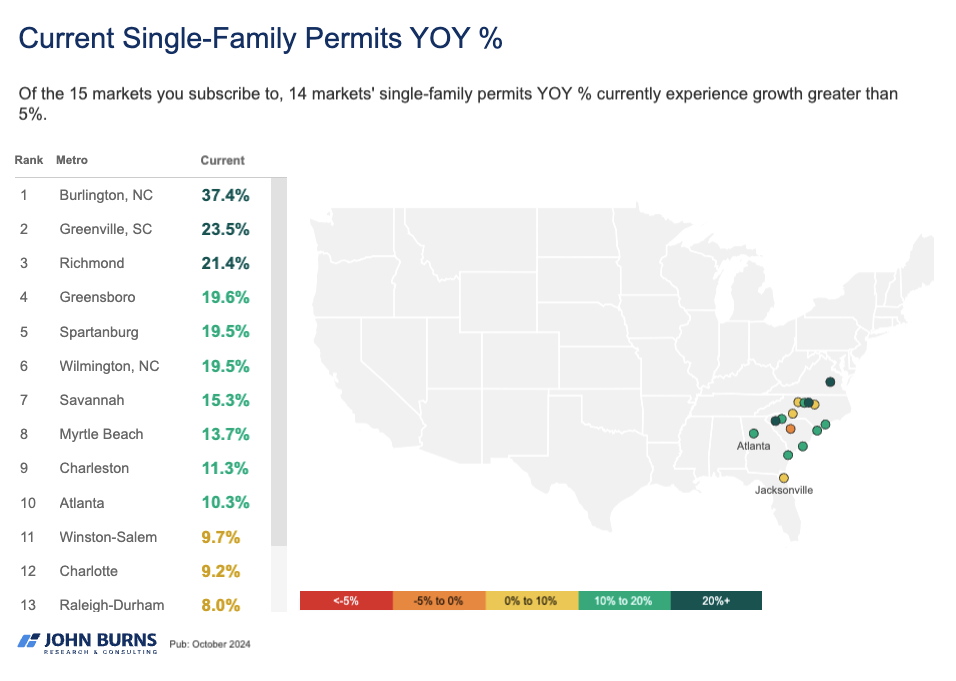 Current Single-Family Permits YOY %
Of the 15 markets you subscribe to, 14 markets' single-family permits YOY % currently experience growth greater than
5%.
Rank Metro Current
1 Burlington, NC 37.4%
2 Greenville, SC 23.5%
3 Richmond 21.4%
4 Greensboro 19.6%
5 Spartanburg 19.5%
6 Wilmington, NC 19.5%
7 Savannah 15.3%
8 Myrtle Beach 13.7%
9 Charleston 11.3%
10 Atlanta 10.3%
11 Winston-Salem 9.7%
12 Charlotte 9.2%
13 Raleigh-Durham 8.0%
Atlanta
Jacksonville
<-5% -5% to 0% 0% to 10% 10% to 20% 20%+
JOHN BURNS
RESEARCH & CONSULTING
Pub: October 2024